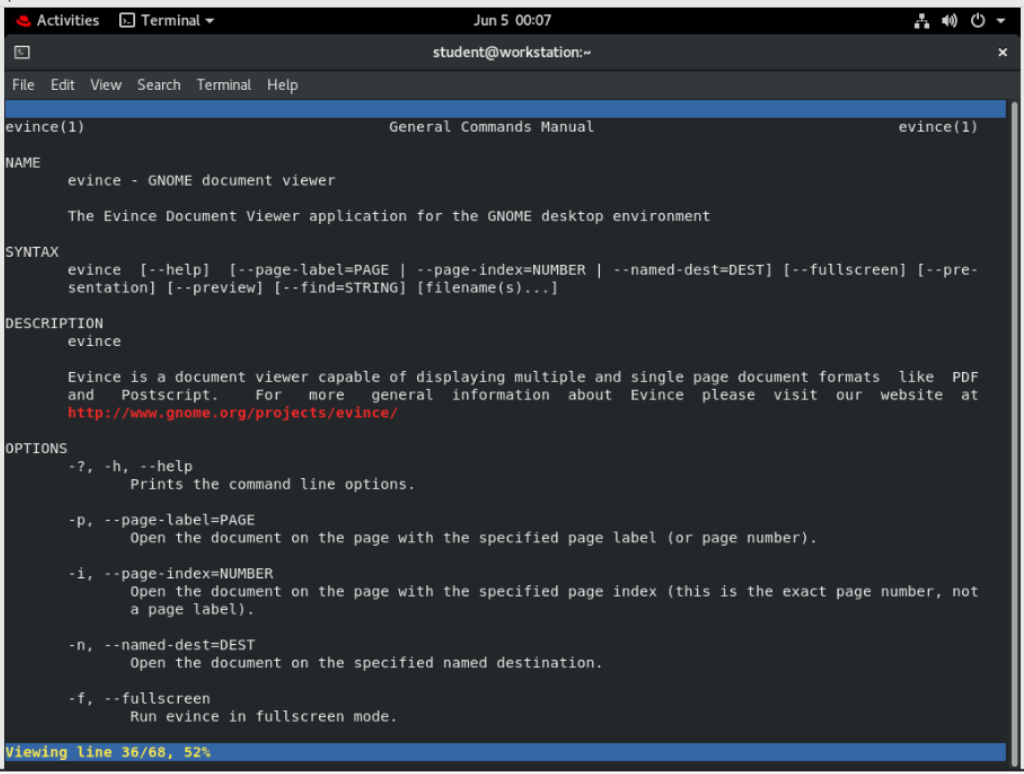 Activities Terminal Jun 5 00:07
student@workstation:~
File Edit View Search Terminal Help
evince(1) General Commands Manual evince(1)
NAME
evince - GNOME document viewer
The Evince Document Viewer application for the GNOME desktop environment
SYNTAX
evince [--help] [--page-label=PAGE | --page-index=NUMBER | --named-dest=DEST] [--fullscreen] [--pre-
sentation] [--preview] [--find=STRING] [filename(s)...]
DESCRIPTION
evince
Evince is a document viewer capable of displaying multiple and single page document formats like PDF
and Postscript. For more general information about Evince please visit our website at
http://www.gnome.org/projects/evince/
OPTIONS
-?, -h, --help
Prints the command line options.
-p, --page-label=PAGE
Open the document on the page with the specified page label (or page number).
-i, --page-index=NUMBER
Open the document on the page with the specified page index (this is the exact page number, not
a page label).
-n, --named-dest=DEST
Open the document on the specified named destination.
-f, --fullscreen
Run evince in fullscreen mode.
Viewing line 36/68, 52%